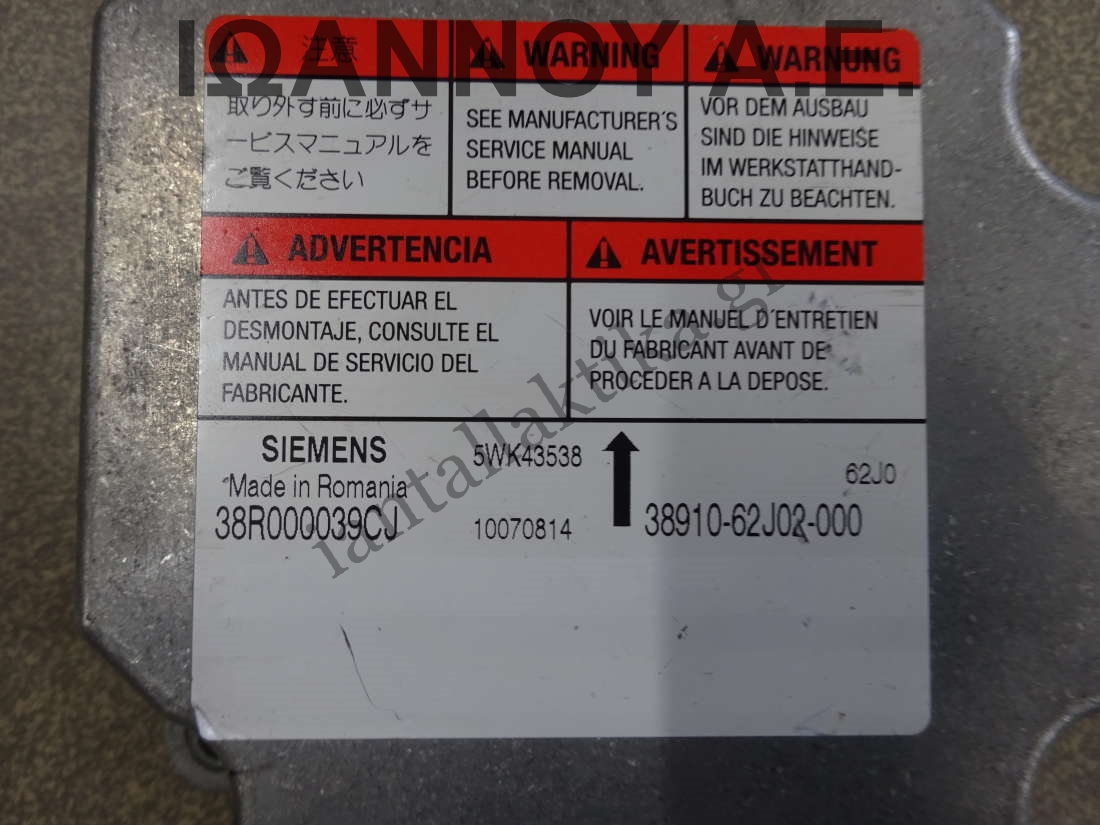 ΙΩΑΝΝΟΥ Α.Ε.
注意
取り外す前に必ずサ
ービスマニュアルを
ご覧ください
WARNING
SEE MANUFACTURER'S
SERVICE MANUAL
BEFORE REMOVAL.
WARNUNG
VOR DEM AUSBAU
SIND DIE HINWEISE
IM WERKSTATTHAND-
BUCH ZU BEACHTEN.
ADVERTENCIA
ANTES DE EFECTUAR EL
DESMONTAJE, CONSULTE EL
MANUAL DE SERVICIO DEL
FABRICANTE.
AVERTISSEMENT
VOIR LE MANUEL D'ENTRETIEN
DU FABRICANT AVANT DE
PROCEDER A LA DEPOSE.
iantallaktika.gr
SIEMENS
Made in Romania
38R000039CJ
5WK43538
10070814
62J0
38910-62J02-000